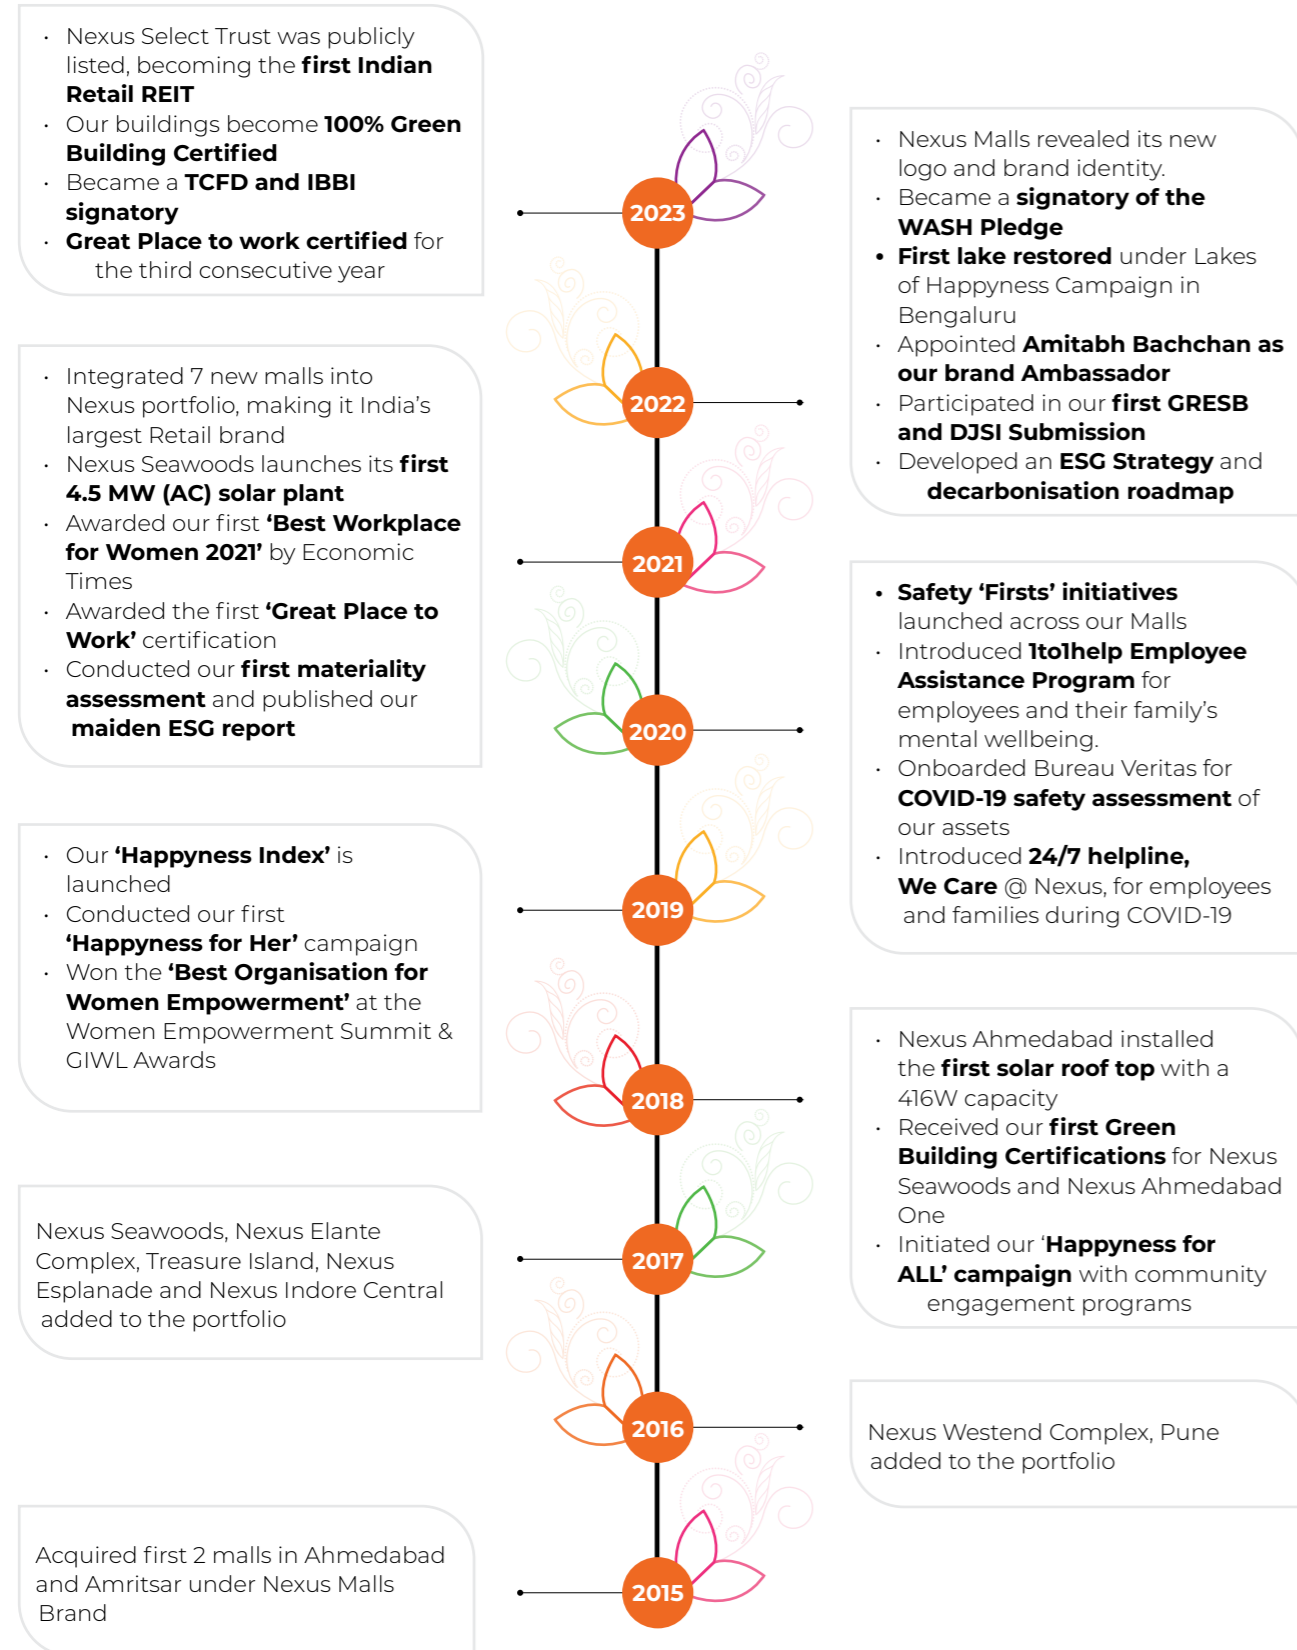 · Nexus Select Trust was publicly
listed, becoming the first Indian
Retail REIT
· Our buildings become 100% Green
Building Certified
· Became a TCFD and IBBI
signatory
· Great Place to work certified for
the third consecutive year
2023
· Nexus Malls revealed its new
logo and brand identity.
· Became a signatory of the
WASH Pledge
• First lake restored under Lakes
of Happyness Campaign in
Bengaluru
· Appointed Amitabh Bachchan as
our brand Ambassador
· Participated in our first GRESB
and DJSI Submission
· Developed an ESG Strategy and
decarbonisation roadmap
2022
· Integrated 7 new malls into
Nexus portfolio, making it India’s
largest Retail brand
· Nexus Seawoods launches its first
4.5 MW (AC) solar plant
· Awarded our first ‘Best Workplace
for Women 2021’ by Economic
Times
· Awarded the first ‘Great Place to
Work’ certification
· Conducted our first materiality
assessment and published our
maiden ESG report
2021
• Safety ‘Firsts’ initiatives
launched across our Malls
· Introduced 1to1help Employee
Assistance Program for
employees and their family’s
mental wellbeing.
· Onboarded Bureau Veritas for
COVID-19 safety assessment of
our assets
· Introduced 24/7 helpline,
We Care @ Nexus, for employees
and families during COVID-19
2020
· Our ‘Happyness Index’ is
launched
· Conducted our first
‘Happyness for Her’ campaign
· Won the ‘Best Organisation for
Women Empowerment’ at the
Women Empowerment Summit &
GIWL Awards
2019
· Nexus Ahmedabad installed
the first solar roof top with a
416W capacity
· Received our first Green
Building Certifications for Nexus
Seawoods and Nexus Ahmedabad
One
· Initiated our ‘Happyness for
ALL’ campaign with community
engagement programs
2018
Nexus Seawoods, Nexus Elante
Complex, Treasure Island, Nexus
Esplanade and Nexus Indore Central
added to the portfolio
2017
Nexus Westend Complex, Pune
added to the portfolio
2016
Acquired first 2 malls in Ahmedabad
and Amritsar under Nexus Malls
Brand
2015